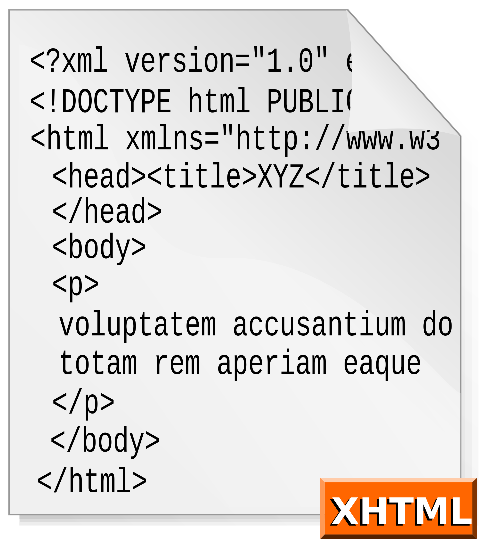 <?xml version="1.0"
<!DOCTYPE html PUBLIC
<html xmlns="http://www.w3
<head><title>XYZ</title>
</head>
<body>
<p>
voluptatem accusantium do
totam rem aperiam eaque
</p>
</body>
</html>
XHTML